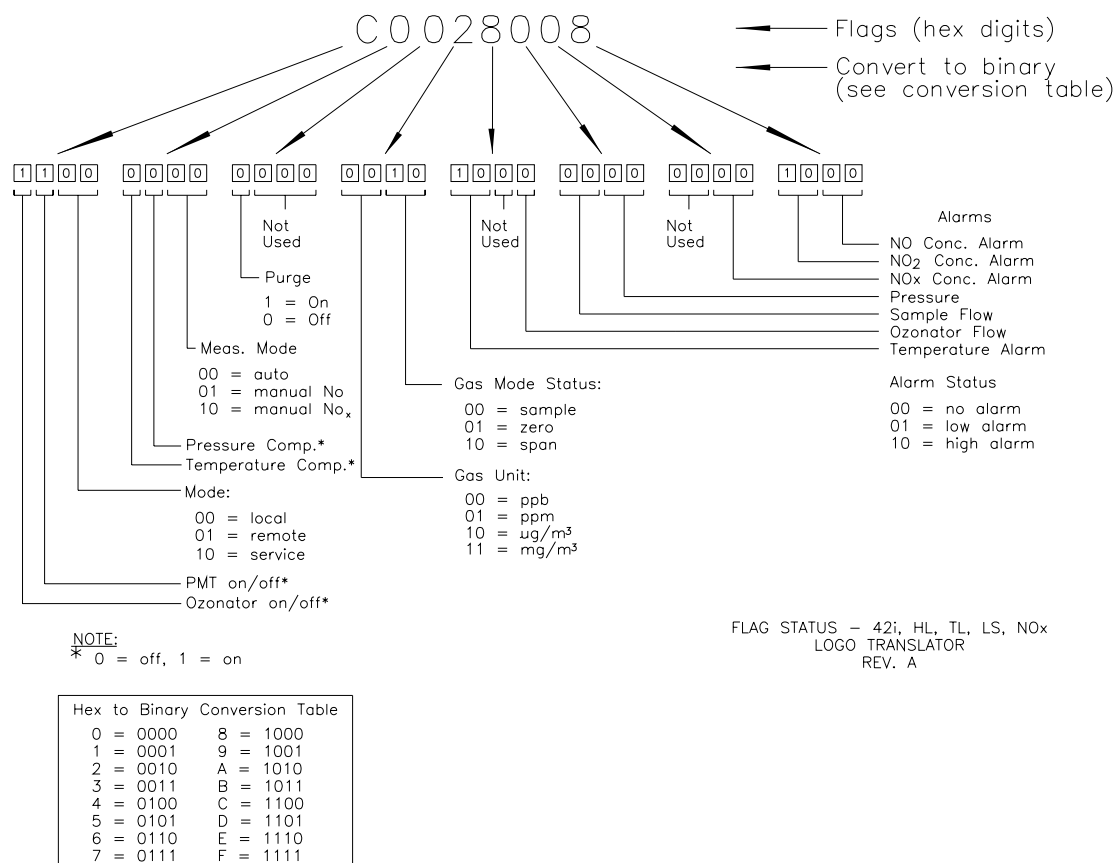 C0028008
Flags (hex digits)
Convert to binary
(see conversion table)
1 1 0 0 0 0 0 0 0 0 0 0 0 0 1 0 1 0 0 0 0 0 0 0 0 0 0 0 1 0 0 0
Not
Used
Not
Used
Not
Used
Purge
1 = On
0 = Off
Meas. Mode
00 = auto
01 = manual No
10 = manual Noₓ
Pressure Comp.*
Temperature Comp.*
Mode:
00 = local
01 = remote
10 = service
PMT on/off*
Ozonator on/off*
Gas Mode Status:
00 = sample
01 = zero
10 = span
Gas Unit:
00 = ppb
01 = ppm
10 = µg/m³
11 = mg/m³
Alarms
NO Conc. Alarm
NO₂ Conc. Alarm
NOx Conc. Alarm
Pressure
Sample Flow
Ozonator Flow
Temperature Alarm
Alarm Status
00 = no alarm
01 = low alarm
10 = high alarm
NOTE:
* 0 = off, 1 = on
FLAG STATUS – 42i, HL, TL, LS, NOx
LOGO TRANSLATOR
REV. A
Hex to Binary Conversion Table
0 = 0000 8 = 1000
1 = 0001 9 = 1001
2 = 0010 A = 1010
3 = 0011 B = 1011
4 = 0100 C = 1100
5 = 0101 D = 1101
6 = 0110 E = 1110
7 = 0111 F = 1111